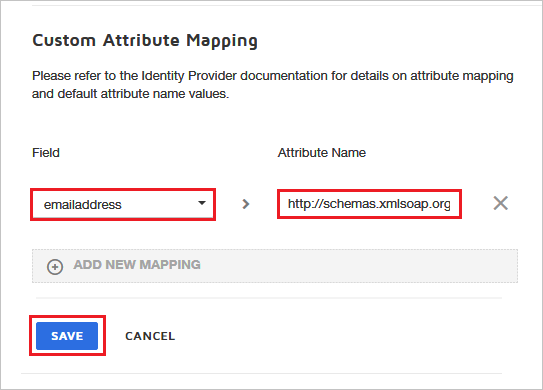 Custom Attribute Mapping
Please refer to the Identity Provider documentation for details on attribute mapping
and default attribute name values.
Field Attribute Name
emailaddress http://schemas.xmlsoap.org
ADD NEW MAPPING
SAVE CANCEL